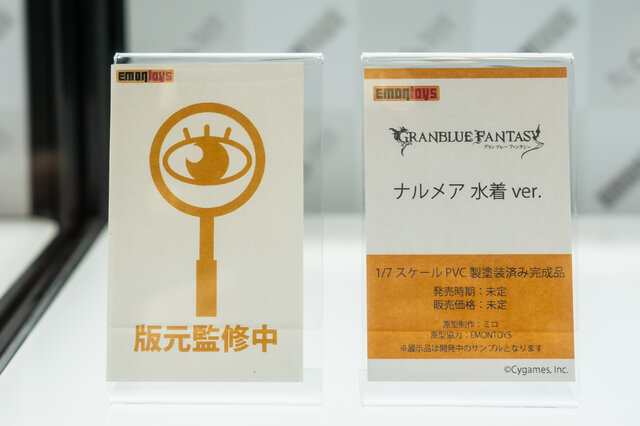 EMONTOYS
版元監修中
EMONTOYS
GRANBLUE FANTASY
グランブルーファンタジー
ナルメア 水着 ver.
1/7 スケール PVC 製塗装済み完成品
発売時期：未定
販売価格：未定
原型制作：ミロ
原型協力：EMONTOYS
※展示品は開発中のサンプルとなります
©Cygames, Inc.